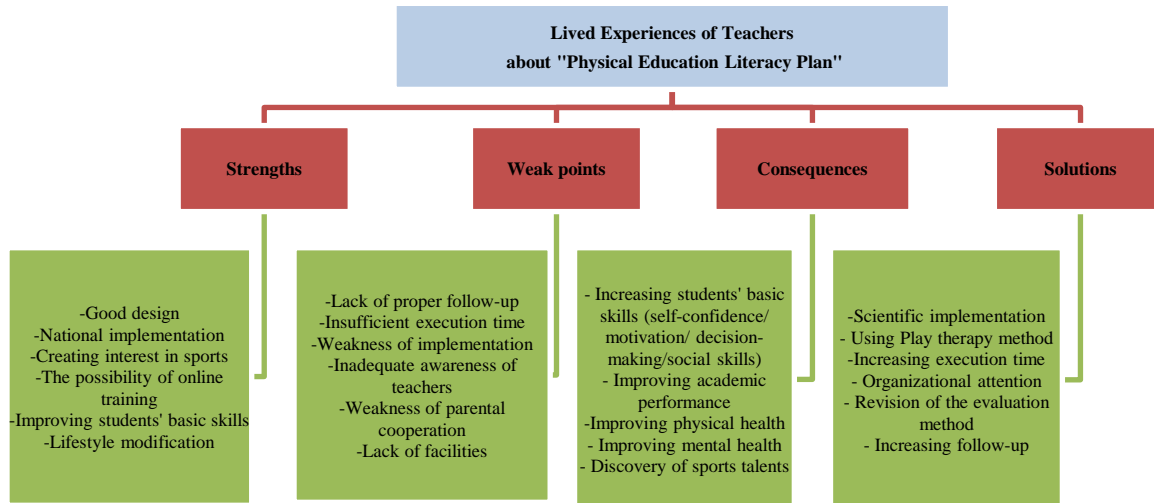 Lived Experiences of Teachers
about "Physical Education Literacy Plan"
Strengths
Weak points
Consequences
Solutions
-Good design
-National implementation
-Creating interest in sports
-The possibility of online
training
-Improving students' basic skills
-Lifestyle modification
-Lack of proper follow-up
-Insufficient execution time
-Weakness of implementation
-Inadequate awareness of
teachers
-Weakness of parental
cooperation
-Lack of facilities
- Increasing students' basic
skills (self-confidence/
motivation/ decision-
making/social skills)
- Improving academic
performance
-Improving physical health
- Improving mental health
- Discovery of sports talents
-Scientific implementation
- Using Play therapy method
-Increasing execution time
- Organizational attention
- Revision of the evaluation
method
- Increasing follow-up